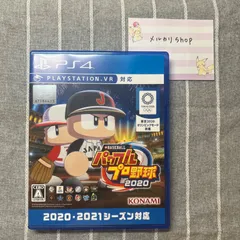 PS4
PLAYSTATION®VR 対応
メルカリshop
JAPAN
eBASEBALL
パワフルプロ野球
2020
KONAMI
2020・2021シーズン対応